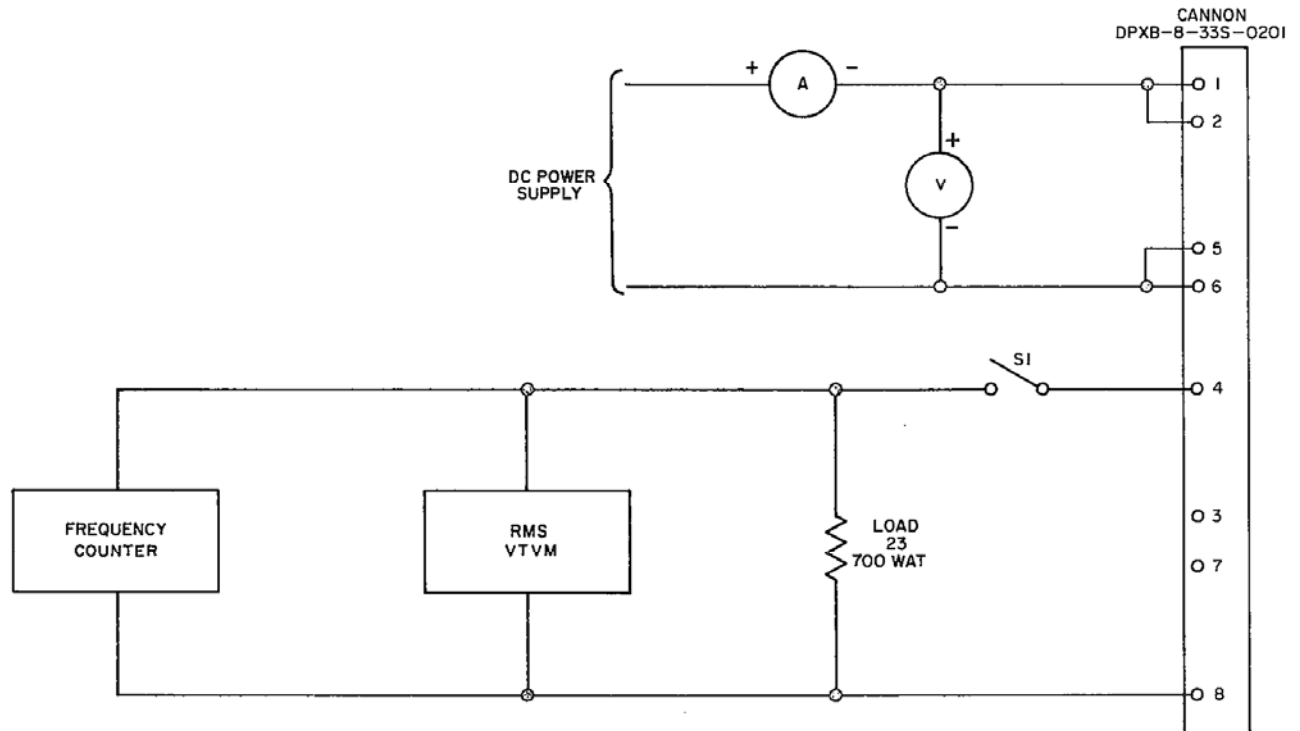 CANNON
DPXB-8-33S-0201
+ A -
1
2
DC POWER
SUPPLY
+
V
-
5
6
S1
4
FREQUENCY
COUNTER
RMS
VTVM
LOAD
23
700 WAT
3
7
8